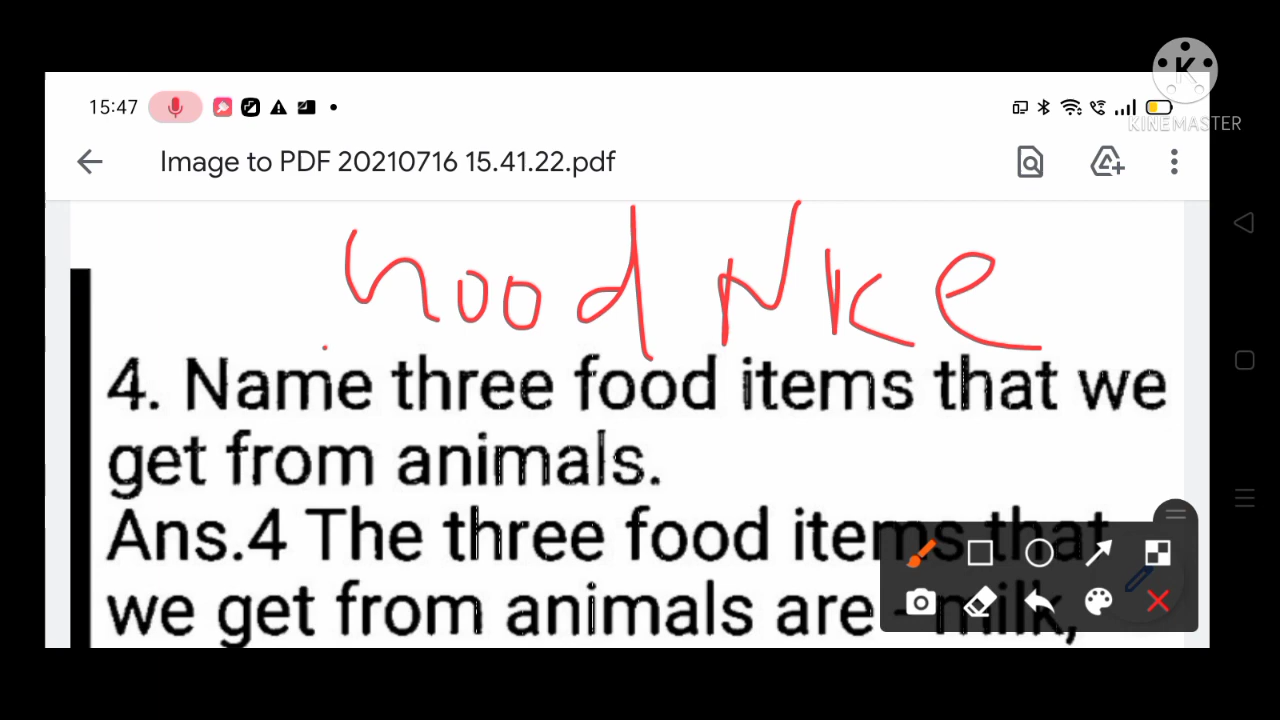 15:47
KINEMASTER
Image to PDF 20210716 15.41.22.pdf
4. Name three food items that we
get from animals.
Ans.4 The three food items that
we get from animals are - milk,